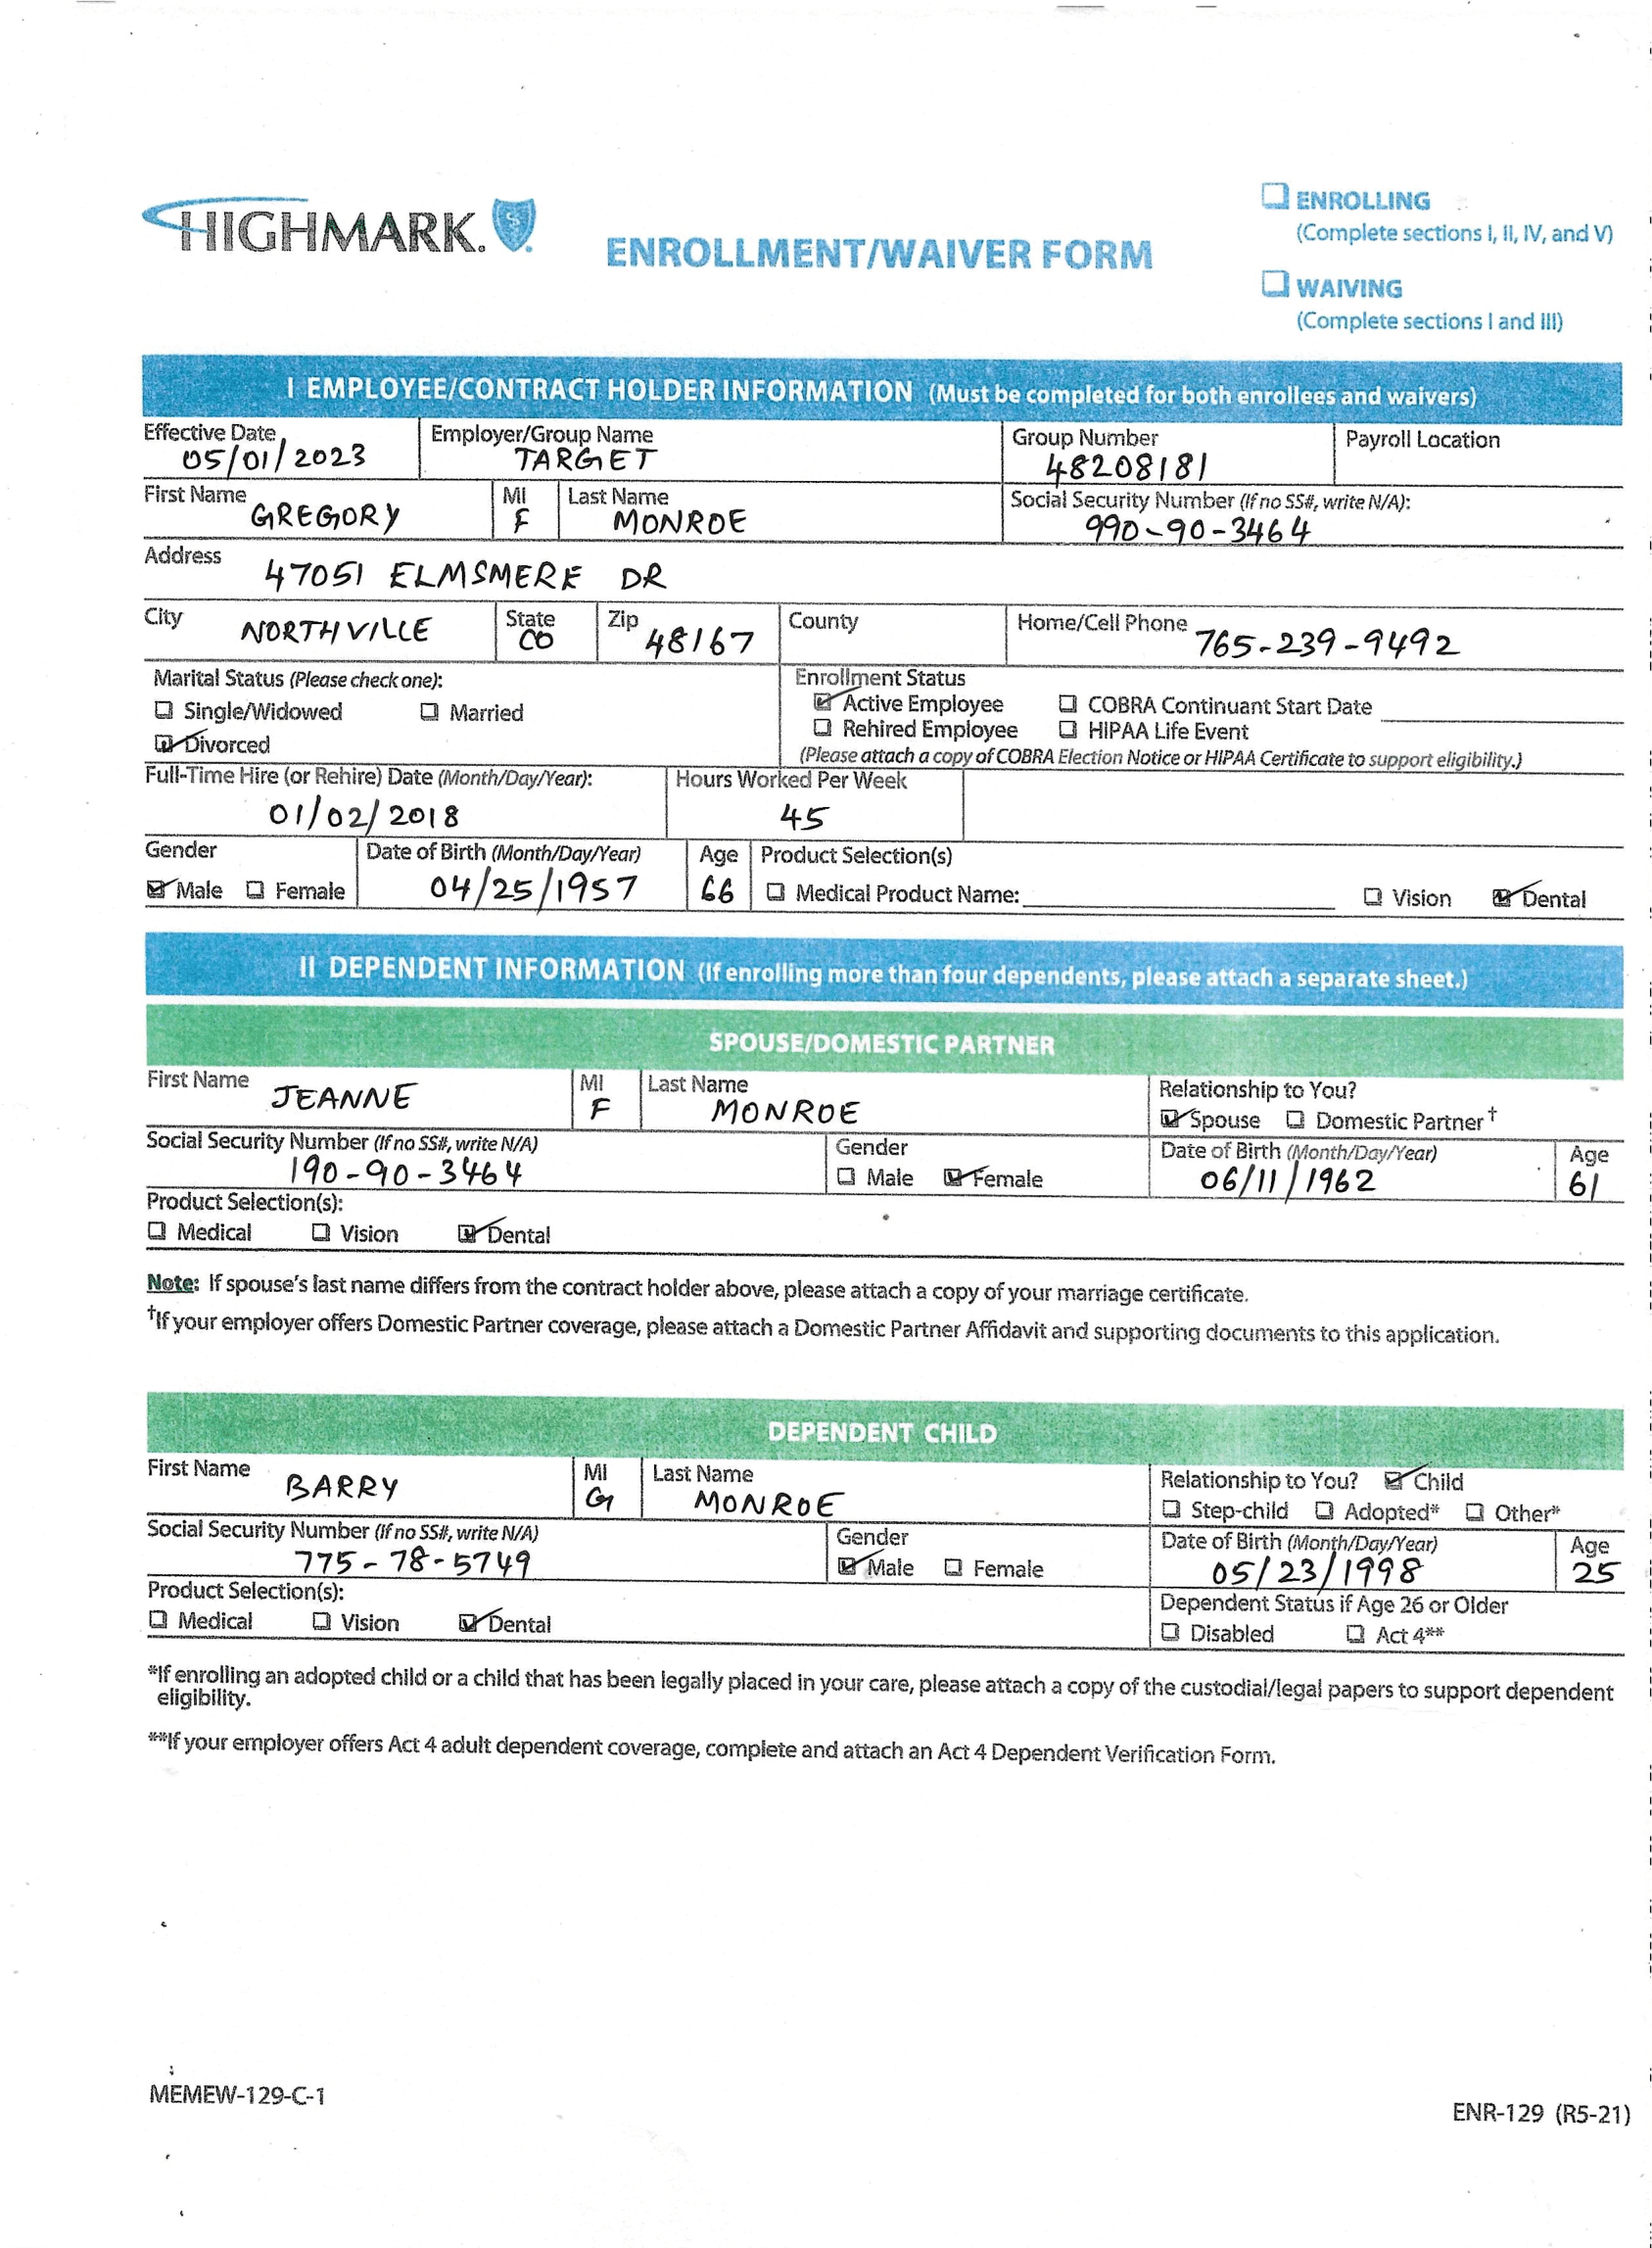 HIGHMARK.
ENROLLMENT/WAIVER FORM
☐ ENROLLING
(Complete sections I, II, IV, and V)
☐ WAIVING
(Complete sections I and III)
I EMPLOYEE/CONTRACT HOLDER INFORMATION (Must be completed for both enrollees and waivers)
Effective Date Employer/Group Name Group Number Payroll Location
05/01/2023 TARGET 48208181
First Name MI Last Name Social Security Number (If no SS#, write N/A):
GREGORY F MONROE 990-90-3464
Address
47051 ELMSMERE DR
City State Zip County Home/Cell Phone
NORTHVILLE CO 48167 765-239-9492
Marital Status (Please check one): Enrollment Status
☐ Single/Widowed ☐ Married ☑ Active Employee ☐ COBRA Continuant Start Date
☑ Divorced ☐ Rehired Employee ☐ HIPAA Life Event
(Please attach a copy of COBRA Election Notice or HIPAA Certificate to support eligibility.)
Full-Time Hire (or Rehire) Date (Month/Day/Year): Hours Worked Per Week
01/02/2018 45
Gender Date of Birth (Month/Day/Year) Age Product Selection(s)
☑ Male ☐ Female 04/25/1957 66 ☐ Medical Product Name: ☐ Vision ☑ Dental
II DEPENDENT INFORMATION (If enrolling more than four dependents, please attach a separate sheet.)
SPOUSE/DOMESTIC PARTNER
First Name MI Last Name Relationship to You?
JEANNE F MONROE ☑ Spouse ☐ Domestic Partner†
Social Security Number (If no SS#, write N/A) Gender Date of Birth (Month/Day/Year) Age
190-90-3464 ☐ Male ☑ Female 06/11/1962 61
Product Selection(s):
☐ Medical ☐ Vision ☑ Dental
Note: If spouse's last name differs from the contract holder above, please attach a copy of your marriage certificate.
†If your employer offers Domestic Partner coverage, please attach a Domestic Partner Affidavit and supporting documents to this application.
DEPENDENT CHILD
First Name MI Last Name Relationship to You? ☑ Child
BARRY G MONROE ☐ Step-child ☐ Adopted* ☐ Other*
Social Security Number (If no SS#, write N/A) Gender Date of Birth (Month/Day/Year) Age
775-78-5749 ☑ Male ☐ Female 05/23/1998 25
Product Selection(s): Dependent Status if Age 26 or Older
☐ Medical ☐ Vision ☑ Dental ☐ Disabled ☐ Act 4**
*If enrolling an adopted child or a child that has been legally placed in your care, please attach a copy of the custodial/legal papers to support dependent
eligibility.
**If your employer offers Act 4 adult dependent coverage, complete and attach an Act 4 Dependent Verification Form.
MEMEW-129-C-1
ENR-129 (R5-21)